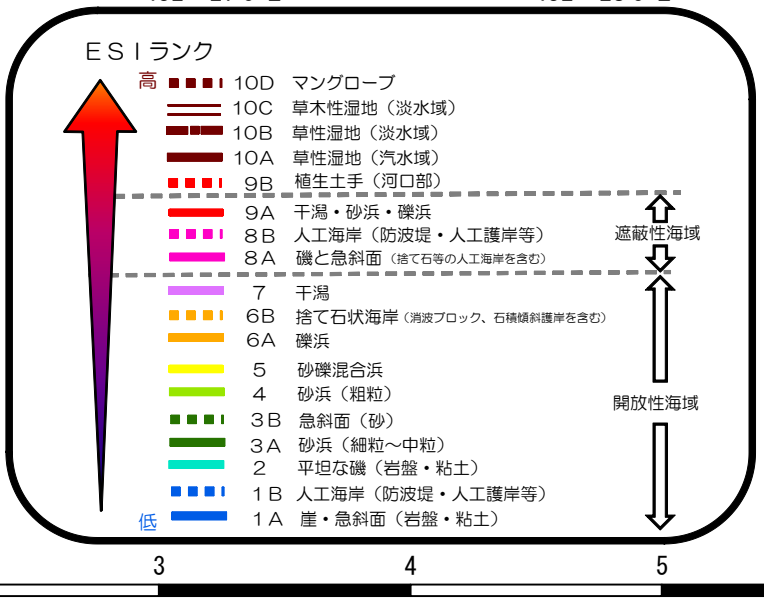 ＥＳＩランク
高 10D マングローブ
10C 草木性湿地（淡水域）
10B 草性湿地（淡水域）
10A 草性湿地（汽水域）
9B 植生土手（河口部）
9A 干潟・砂浜・礫浜
8B 人工海岸（防波堤・人工護岸等）
遮蔽性海域
8A 磯と急斜面（捨て石等の人工海岸を含む）
7 干潟
6B 捨て石状海岸（消波ブロック、石積傾斜護岸を含む）
6A 礫浜
5 砂礫混合浜
4 砂浜（粗粒）
開放性海域
3B 急斜面（砂）
3A 砂浜（細粒～中粒）
2 平坦な磯（岩盤・粘土）
1B 人工海岸（防波堤・人工護岸等）
低 1A 崖・急斜面（岩盤・粘土）
3 4 5